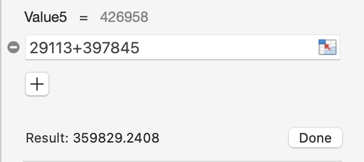 Value5 = 426958
29113+397845
+
Result: 359829.2408 Done